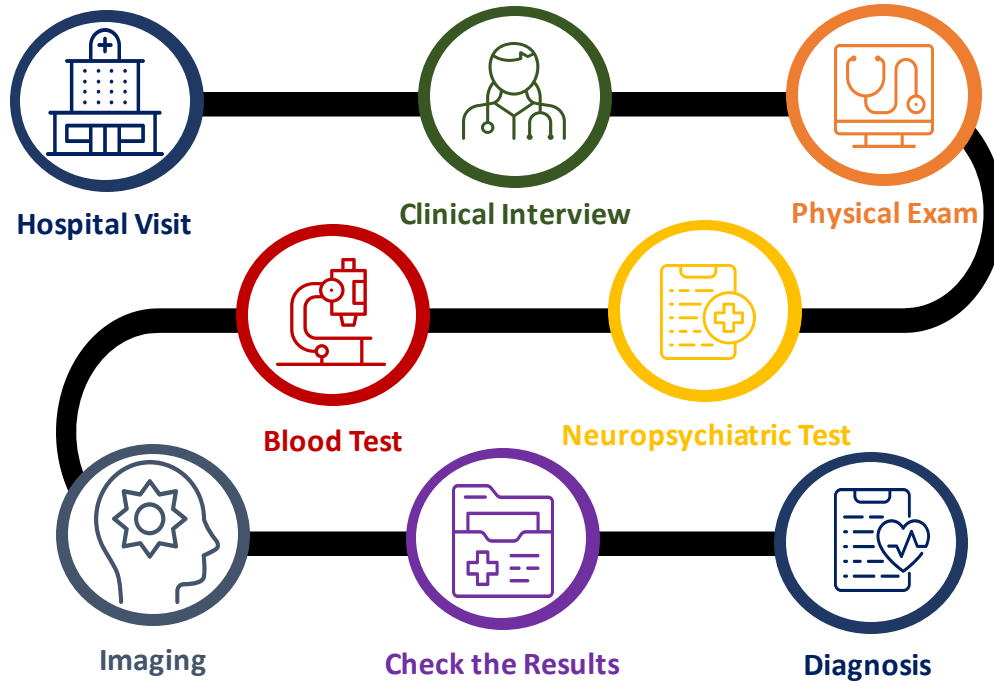 Hospital Visit
Clinical Interview
Physical Exam
Neuropsychiatric Test
Blood Test
Imaging
Check the Results
Diagnosis